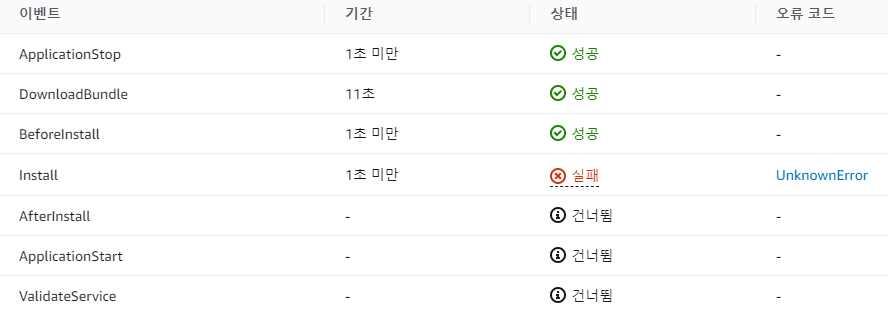 이벤트 기간 상태 오류 코드
ApplicationStop 1초 미만 성공 -
DownloadBundle 11초 성공 -
BeforeInstall 1초 미만 성공 -
Install 1초 미만 실패 UnknownError
AfterInstall - 건너뜀 -
ApplicationStart - 건너뜀 -
ValidateService - 건너뜀 -